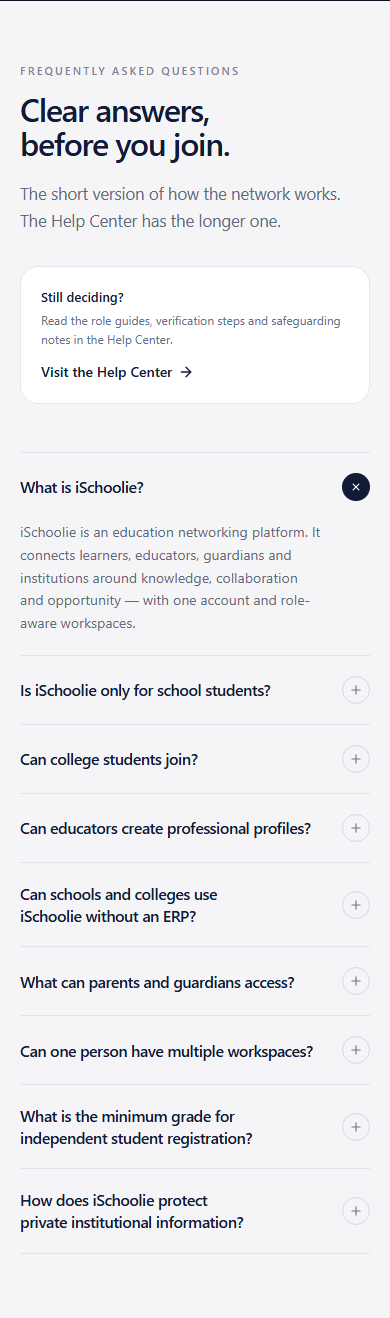 FREQUENTLY ASKED QUESTIONS
Clear answers,
before you join.
The short version of how the network works.
The Help Center has the longer one.
Still deciding?
Read the role guides, verification steps and safeguarding
notes in the Help Center.
Visit the Help Center →
What is iSchoolie?
iSchoolie is an education networking platform. It
connects learners, educators, guardians and
institutions around knowledge, collaboration
and opportunity — with one account and role-
aware workspaces.
Is iSchoolie only for school students?
Can college students join?
Can educators create professional profiles?
Can schools and colleges use
iSchoolie without an ERP?
What can parents and guardians access?
Can one person have multiple workspaces?
What is the minimum grade for
independent student registration?
How does iSchoolie protect
private institutional information?